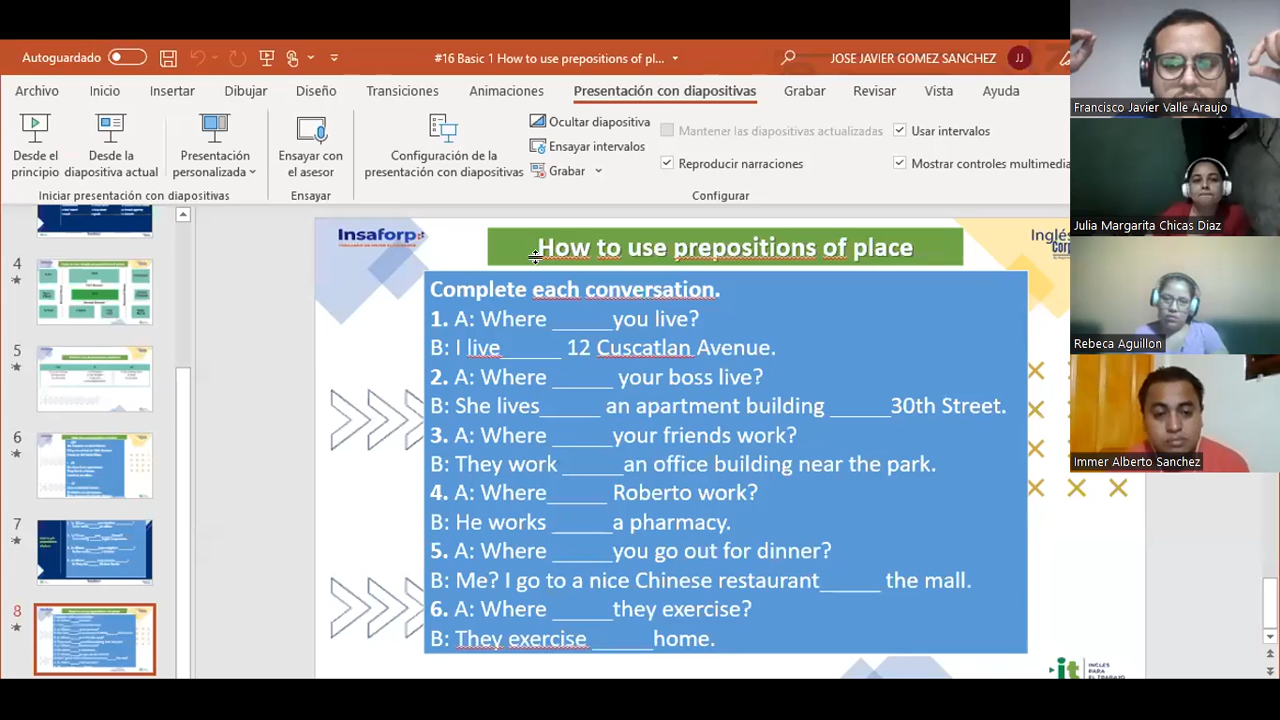 Autoguardado
#16 Basic 1 How to use prepositions of pl...
JOSE JAVIER GOMEZ SANCHEZ
JJ
Archivo Inicio Insertar Dibujar Diseño Transiciones Animaciones Presentación con diapositivas Grabar Revisar Vista Ayuda
Desde el principio
Desde la diapositiva actual
Presentación personalizada
Iniciar presentación con diapositivas
Ensayar con el asesor
Ensayar
Configuración de la presentación con diapositivas
Ocultar diapositiva
Ensayar intervalos
Grabar
Mantener las diapositivas actualizadas
Reproducir narraciones
Usar intervalos
Mostrar controles multimedia
Configurar
4
5
6
7
8
Insaforp
Inglés
How to use prepositions of place
Complete each conversation.
1. A: Where ______you live?
B: I live______ 12 Cuscatlan Avenue.
2. A: Where ______ your boss live?
B: She lives______ an apartment building ______30th Street.
3. A: Where ______your friends work?
B: They work ______an office building near the park.
4. A: Where______ Roberto work?
B: He works ______a pharmacy.
5. A: Where ______you go out for dinner?
B: Me? I go to a nice Chinese restaurant______ the mall.
6. A: Where ______they exercise?
B: They exercise ______home.
it
INGLÉS
PARA
EL TRABAJO
Francisco Javier Valle Araujo
Julia Margarita Chicas Diaz
Rebeca Aguillon
Immer Alberto Sanchez